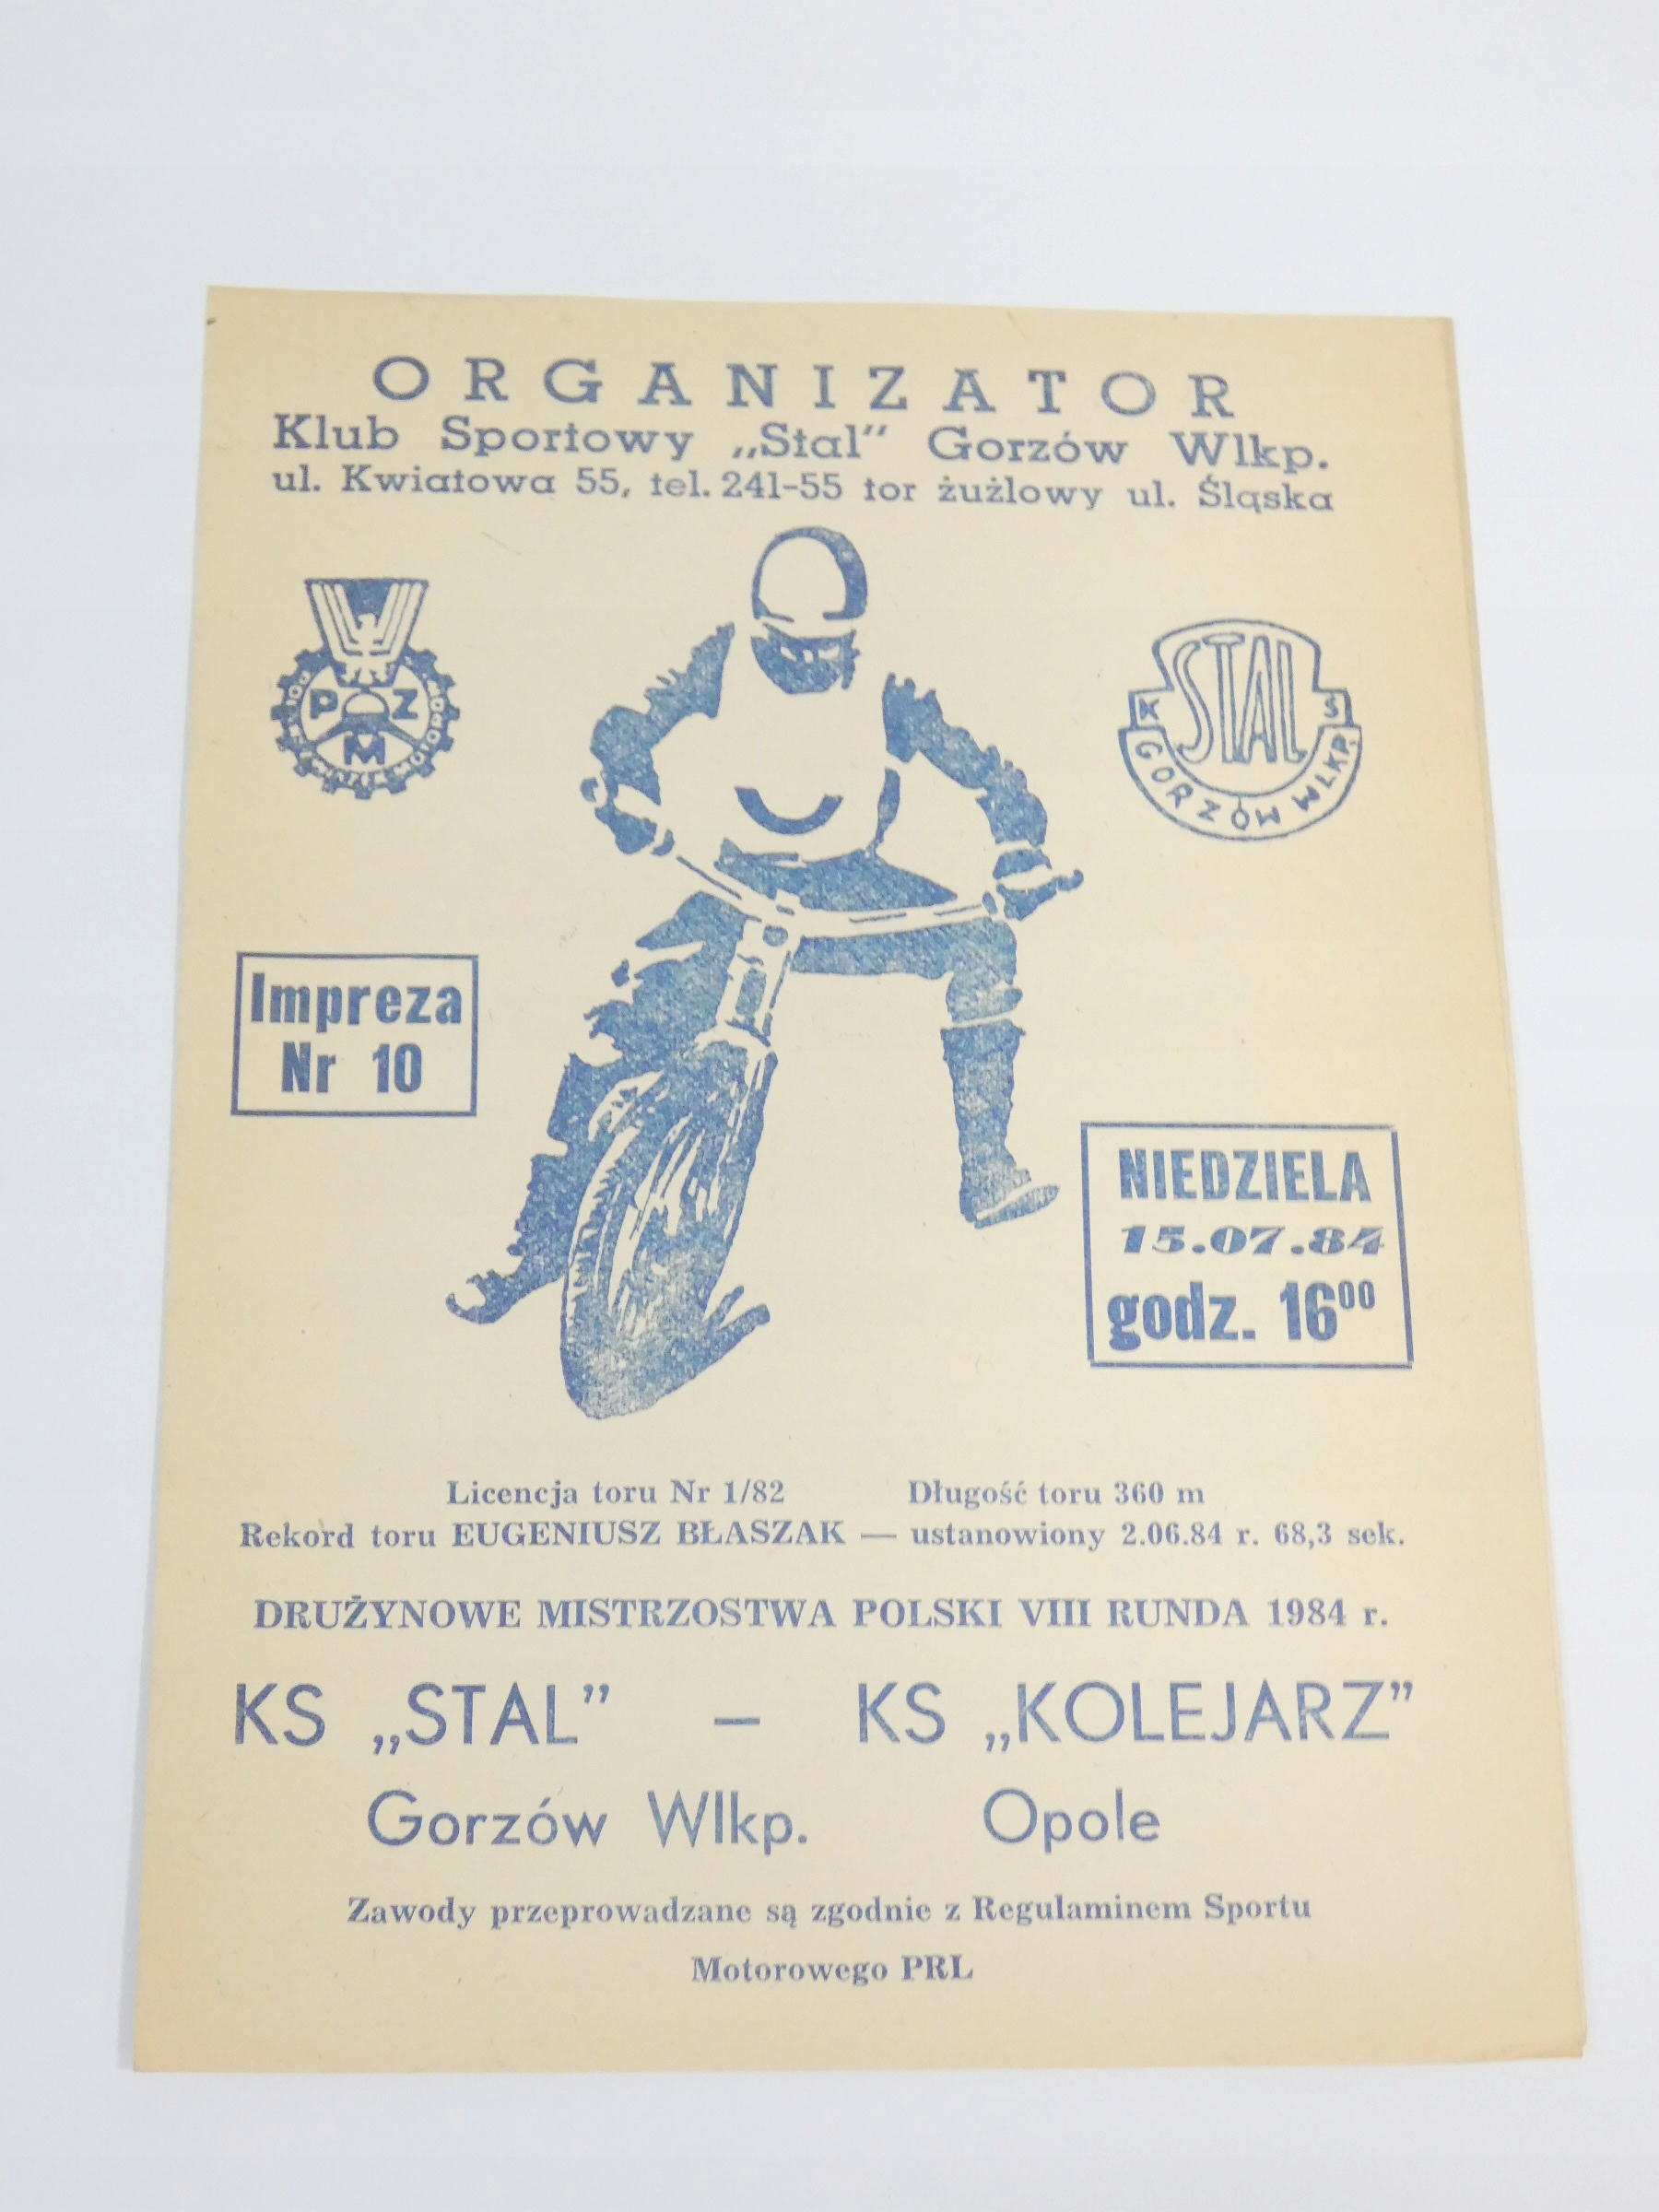 ORGANIZATOR
Klub Sportowy „Stal” Gorzów Wlkp.
ul. Kwiatowa 55, tel. 241-55 tor żużlowy ul. Śląska
P Z
M
STAL
K S
GORZÓW WLKP.
Impreza
Nr 10
NIEDZIELA
15.07.84
godz. 16⁰⁰
Licencja toru Nr 1/82 Długość toru 360 m
Rekord toru EUGENIUSZ BŁASZAK — ustanowiony 2.06.84 r. 68,3 sek.
DRUŻYNOWE MISTRZOSTWA POLSKI VIII RUNDA 1984 r.
KS „STAL” – KS „KOLEJARZ”
Gorzów Wlkp. Opole
Zawody przeprowadzane są zgodnie z Regulaminem Sportu
Motorowego PRL